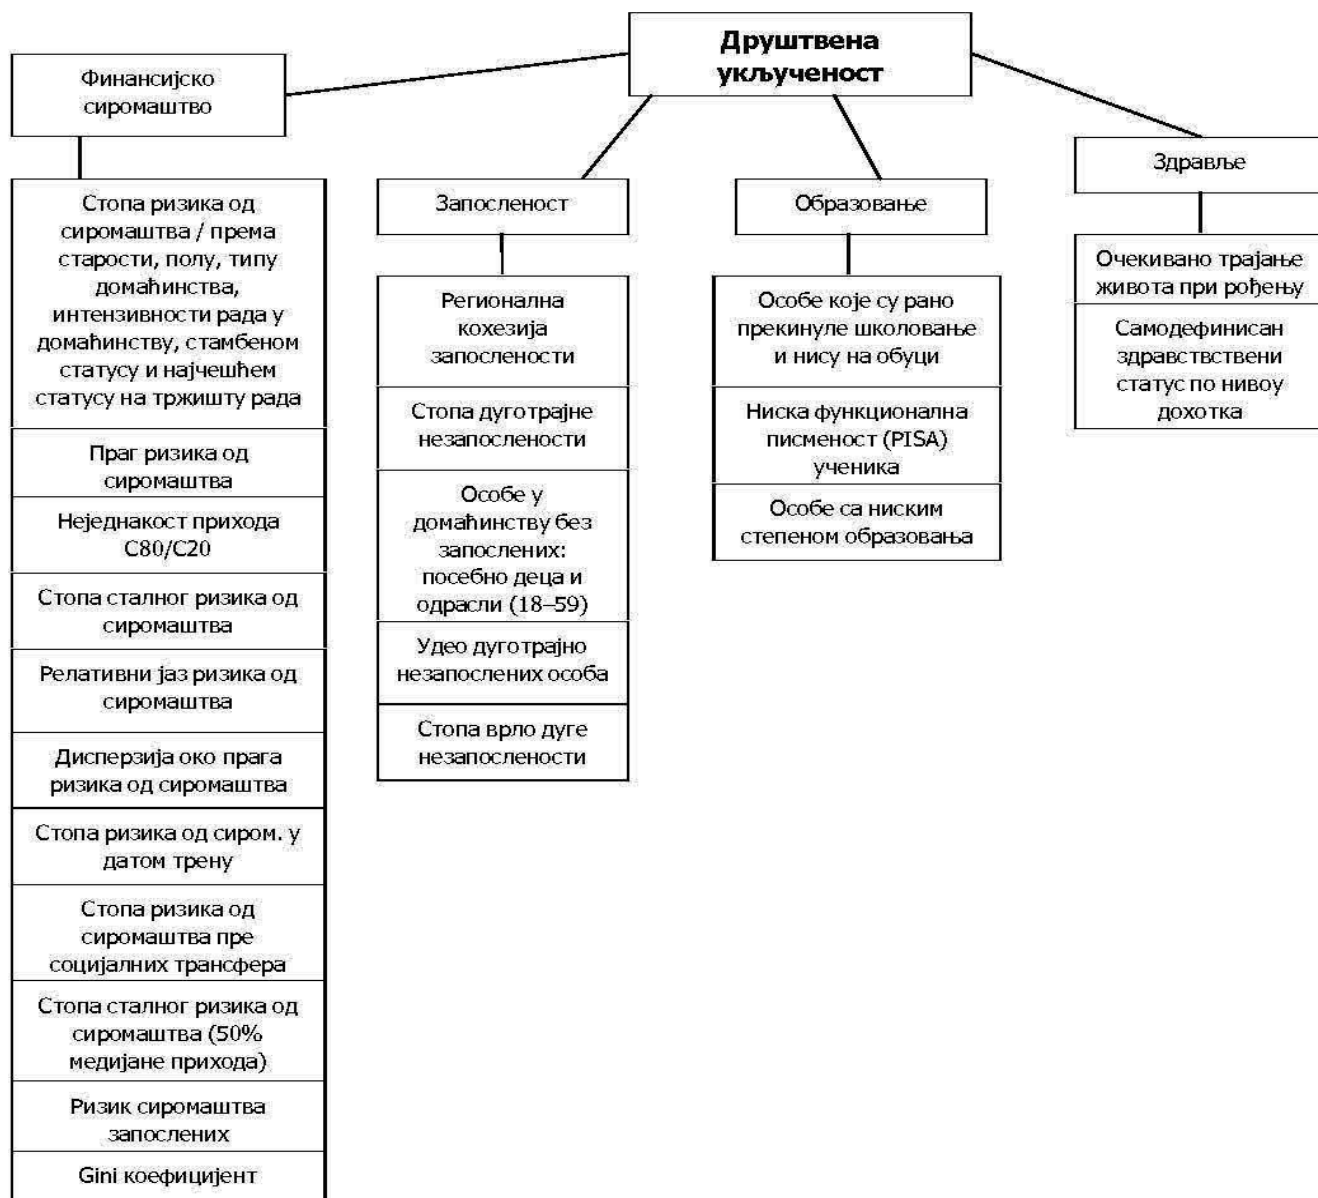 Друштвена
укљученост
Финансијско
сиромаштво
Стопа ризика од
сиромаштва / према
старости, полу, типу
домаћинства,
интензивности рада у
домаћинству, стамбеном
статусу и најчешћем
статусу на тржишту рада
Праг ризика од
сиромаштва
Неједнакост прихода
С80/С20
Стопа сталног ризика од
сиромаштва
Релативни јаз ризика од
сиромаштва
Дисперзија око прага
ризика од сиромаштва
Стопа ризика од сиром. у
датом трену
Стопа ризика од
сиромаштва пре
социјалних трансфера
Стопа сталног ризика од
сиромаштва (50%
медијане прихода)
Ризик сиромаштва
запослених
Gini коефицијент
Запосленост
Регионална
кохезија
запослености
Стопа дуготрајне
незапослености
Особе у
домаћинству без
запослених:
посебно деца и
одрасли (18–59)
Удео дуготрајно
незапослених особа
Стопа врло дуге
незапослености
Образовање
Особе које су рано
прекинуле школовање
и нису на обуци
Ниска функционална
писменост (PISA)
ученика
Особе са ниским
степеном образовања
Здравље
Очекивано трајање
живота при рођењу
Самодефинисан
здравствствени
статус по нивоу
дохотка